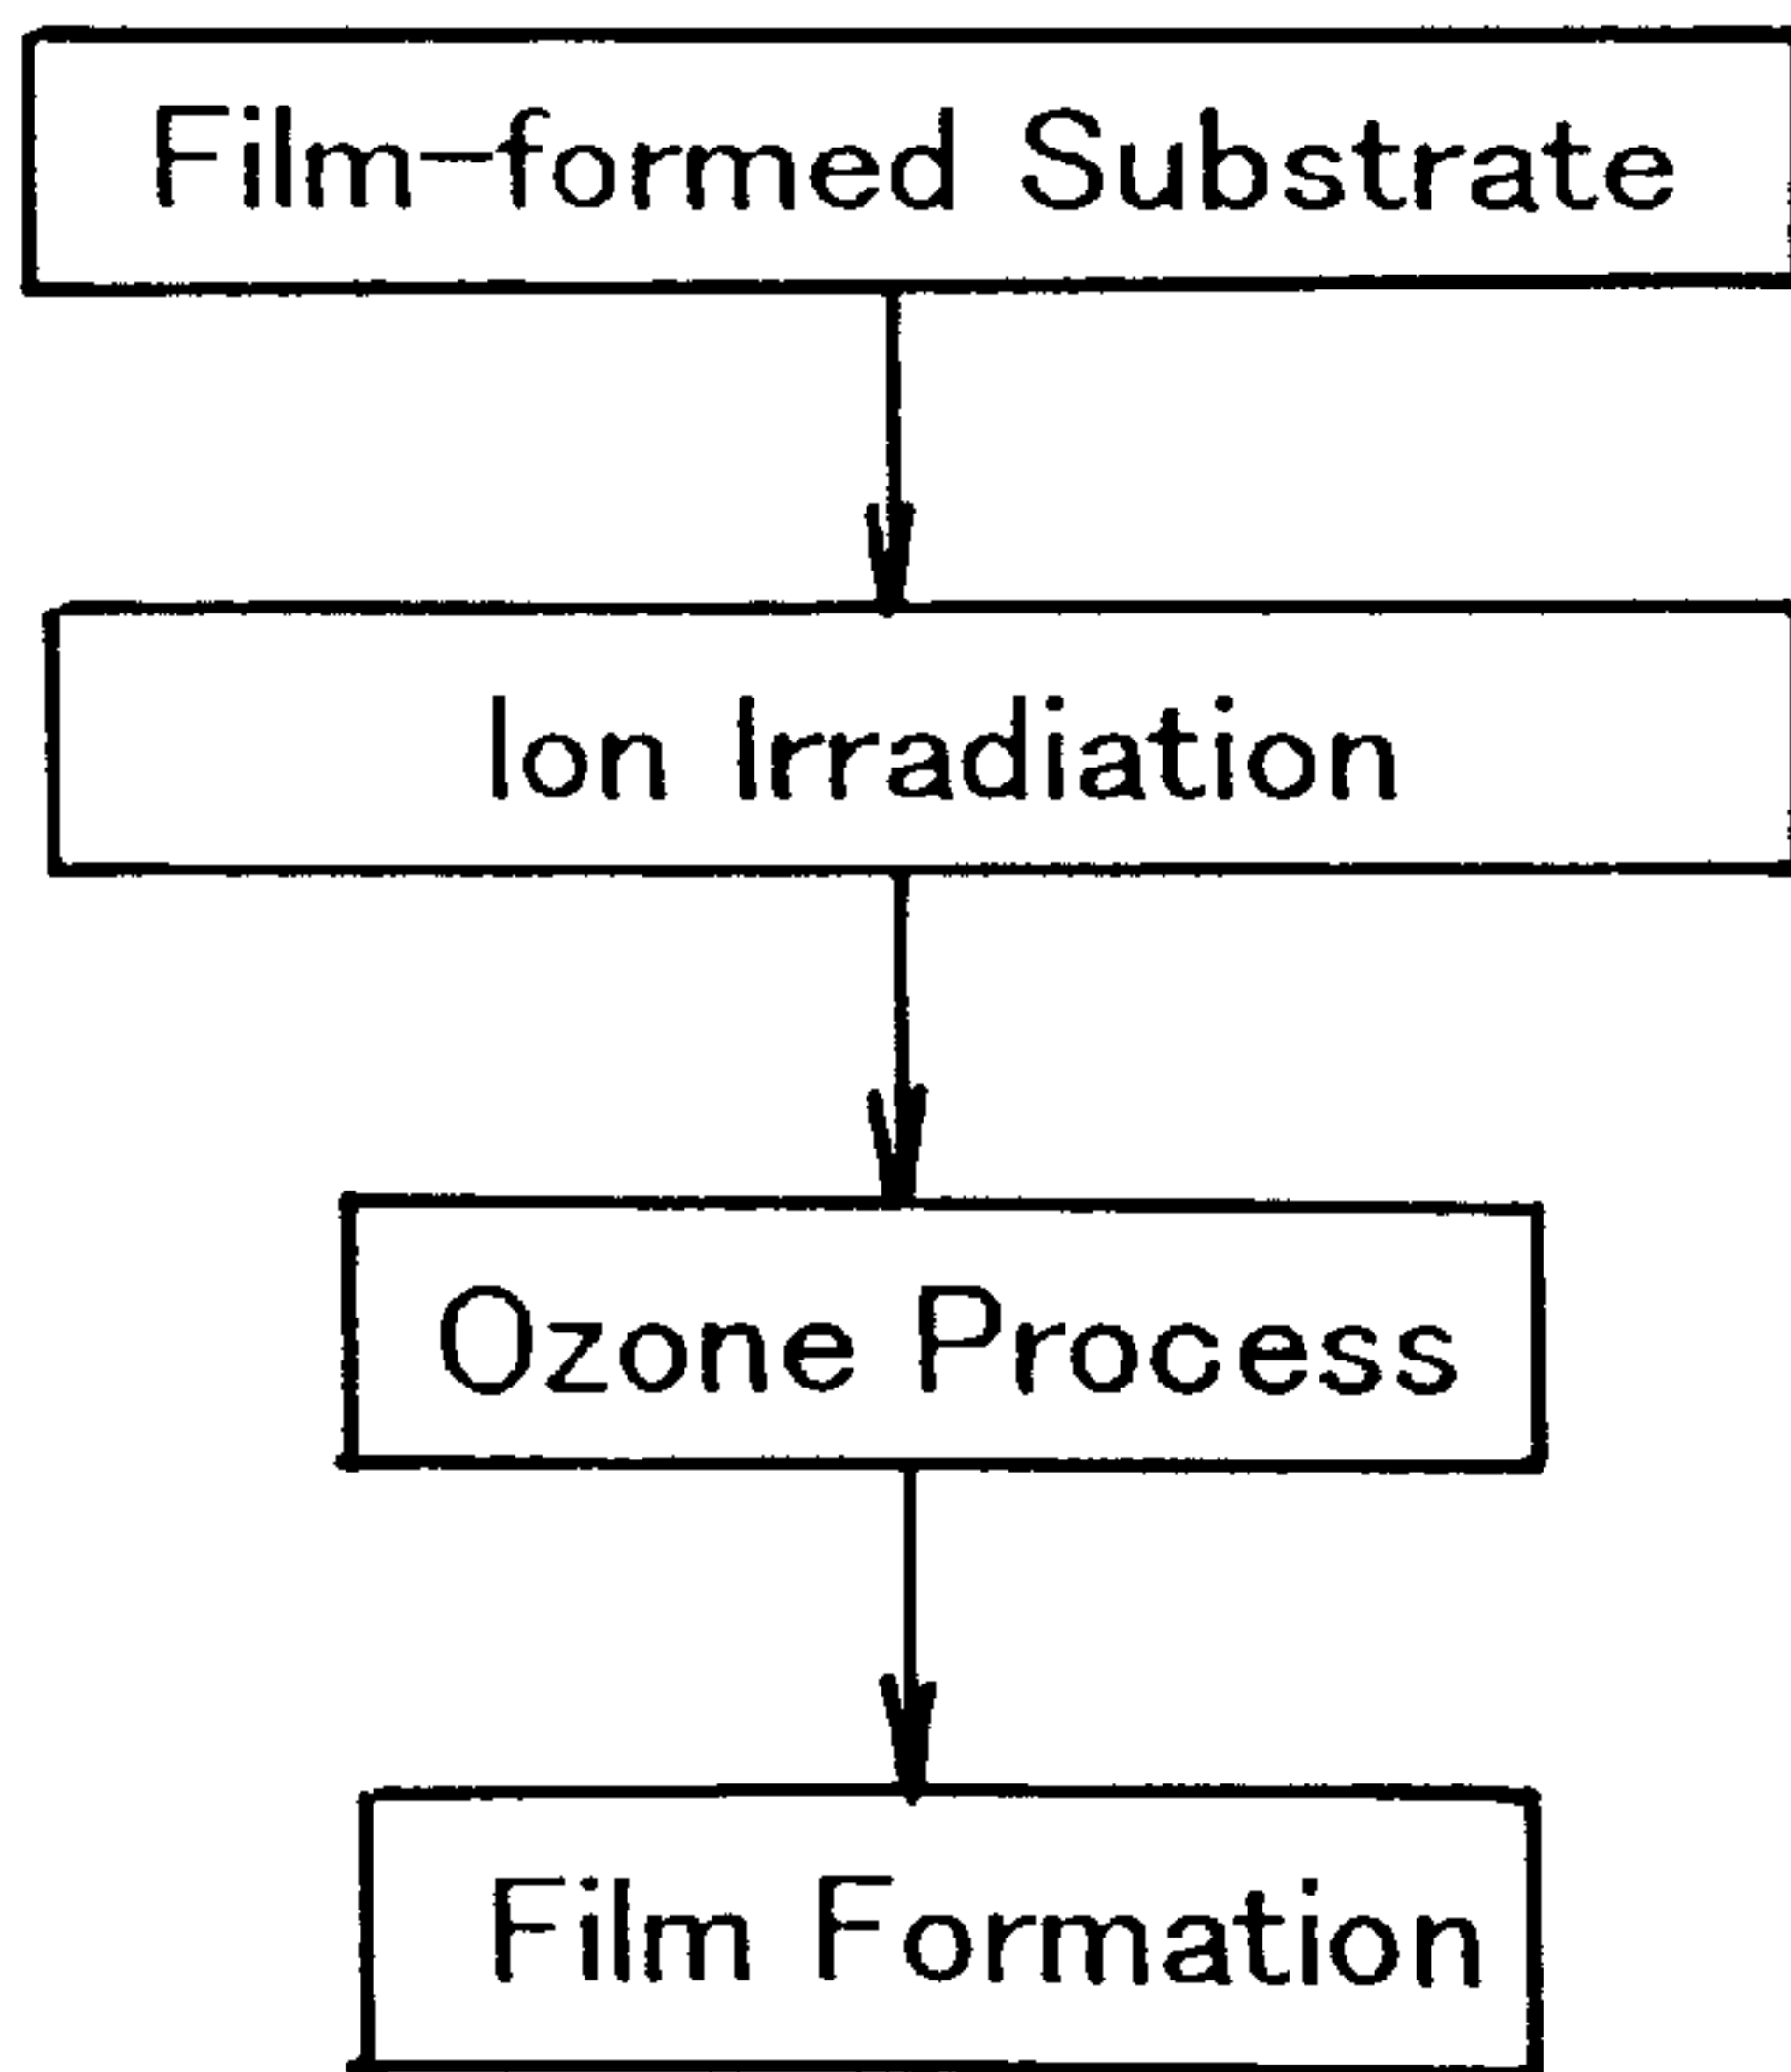 Film-formed Substrate
Ion Irradiation
Ozone Process
Film Formation